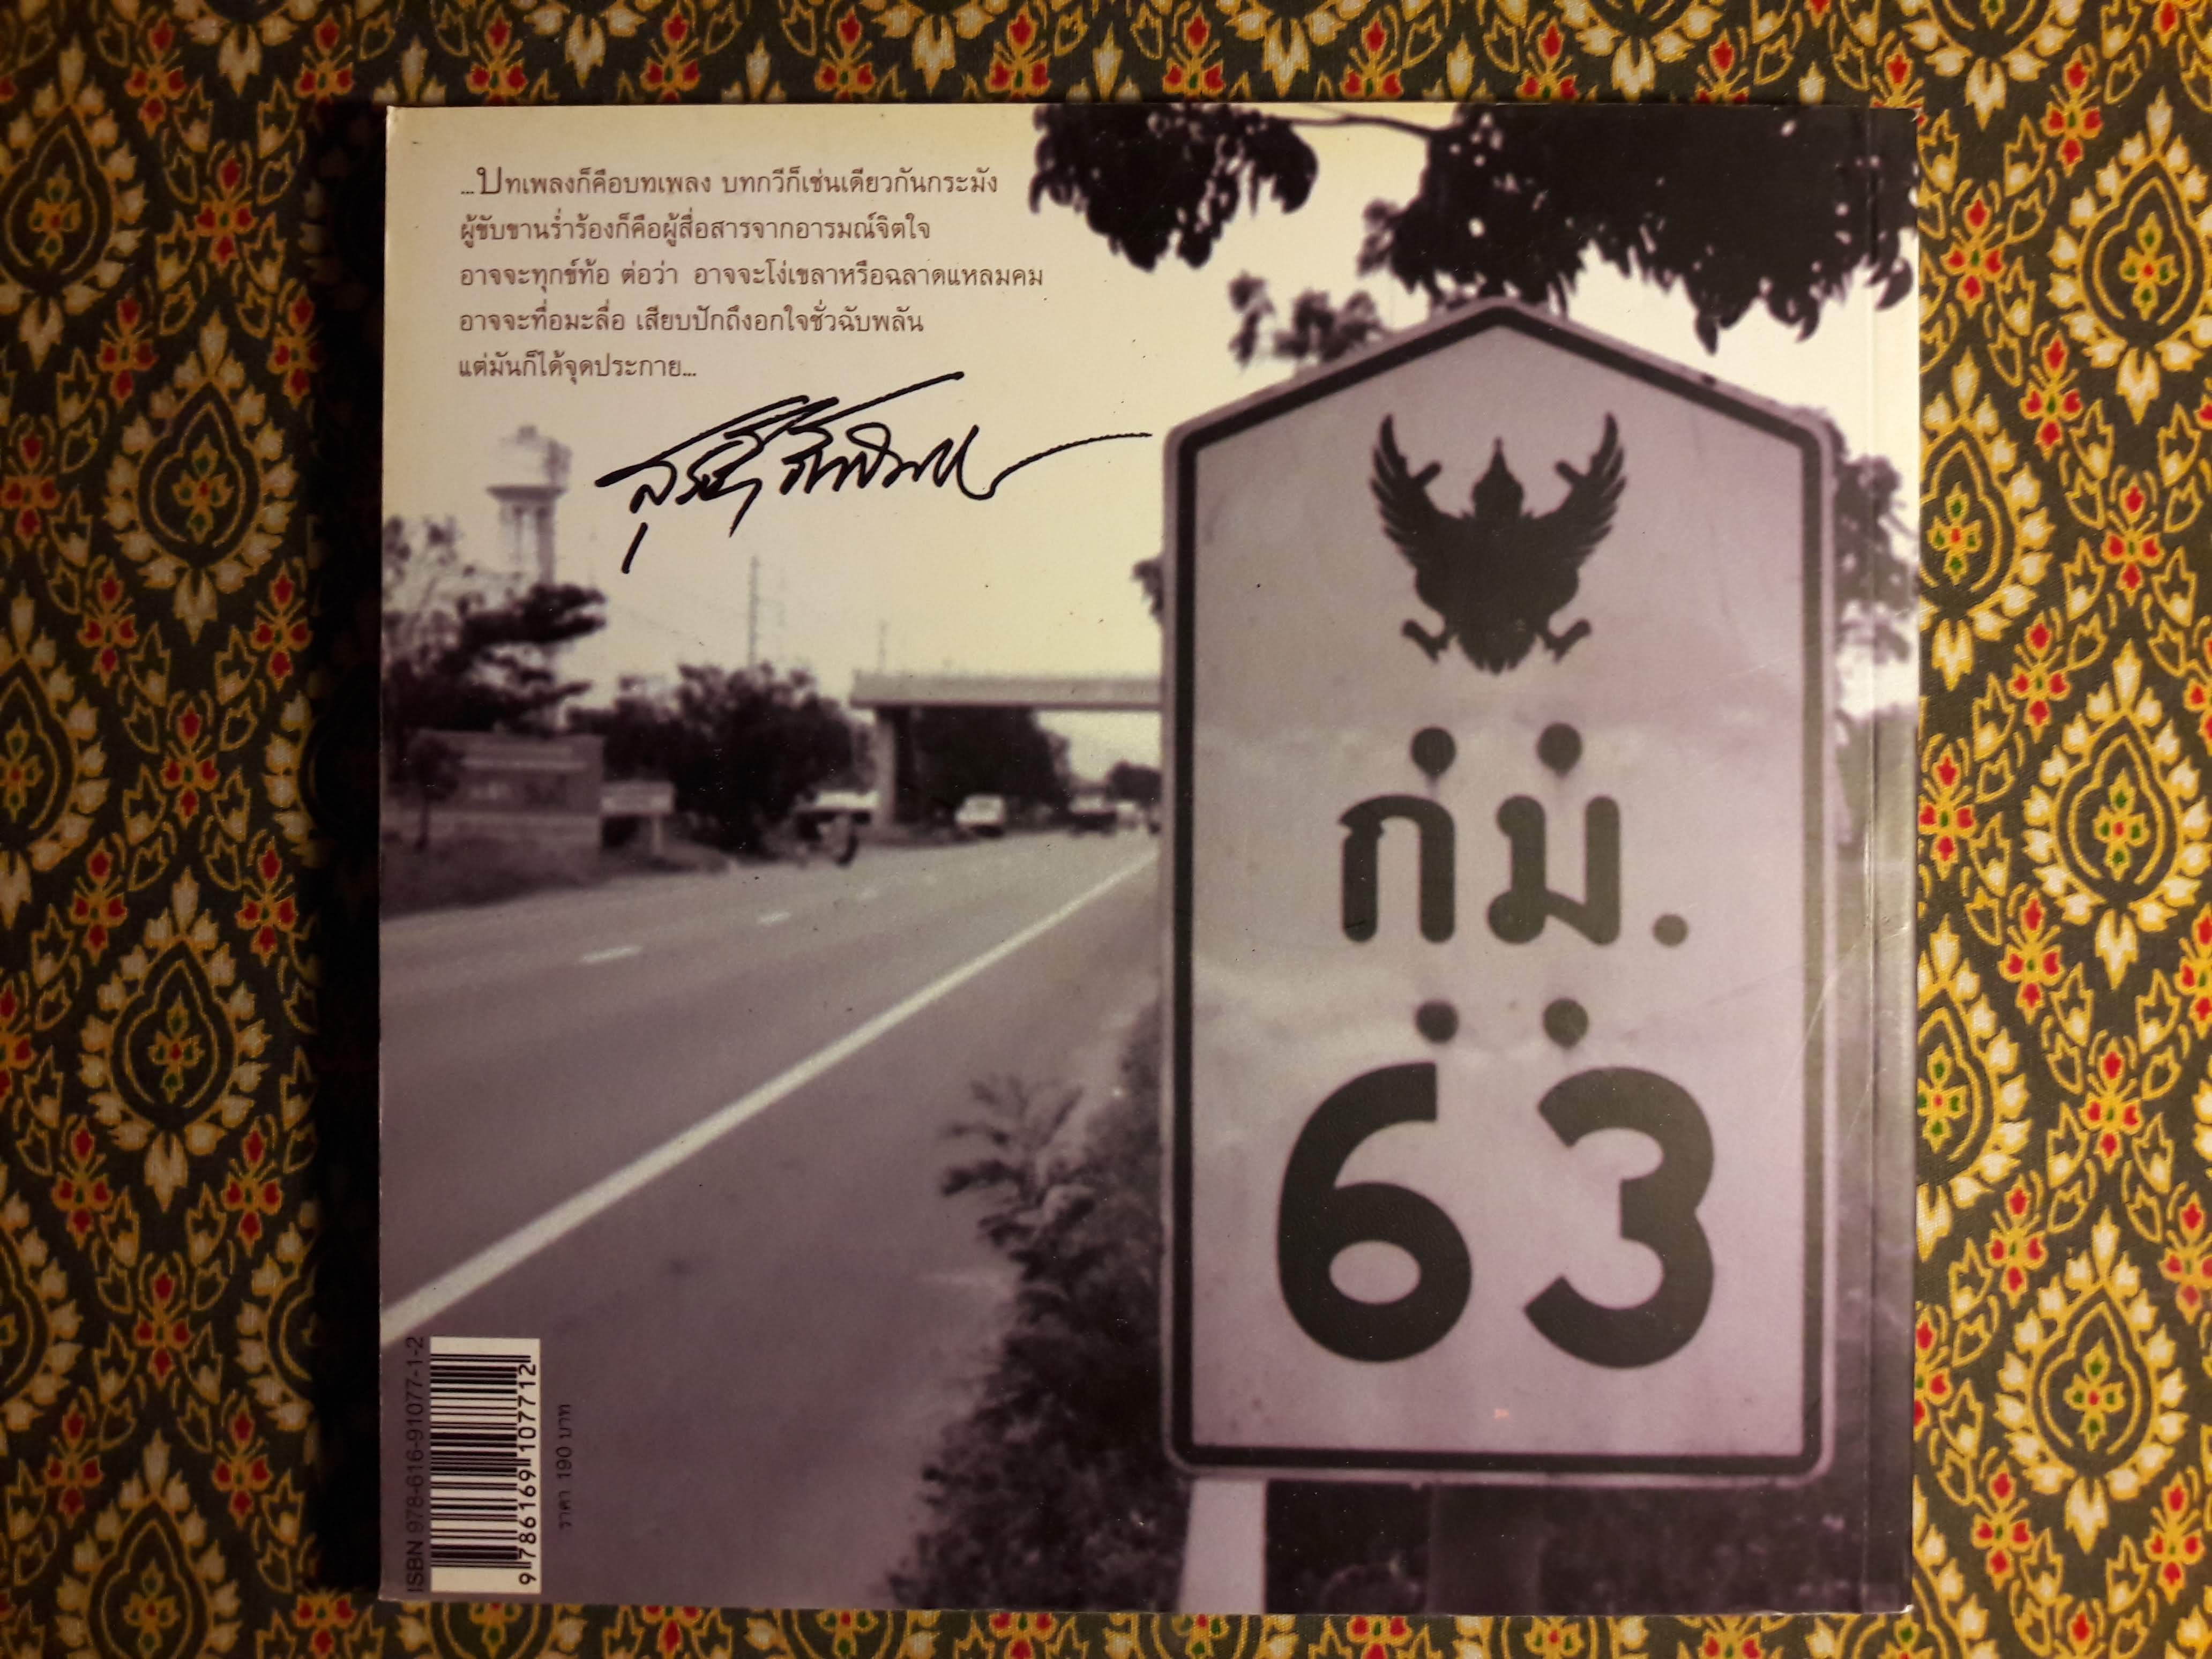 ...บทเพลงก็คือบทเพลง บทกวีก็เช่นเดียวกันกระมัง
ผู้ขับขานร่ำร้องก็คือผู้สื่อสารจากอารมณ์จิตใจ
อาจจะทุกข์ท้อ ต่อว่า อาจจะโง่เขลาหรือฉลาดแหลมคม
อาจจะทื่อมะลื่อ เสียบปักถึงอกใจชั่วฉับพลัน
แต่มันก็ได้จุดประกาย...
กม.
63
ISBN 978-616-91077-1-2
9 786169 107712
ราคา 190 บาท